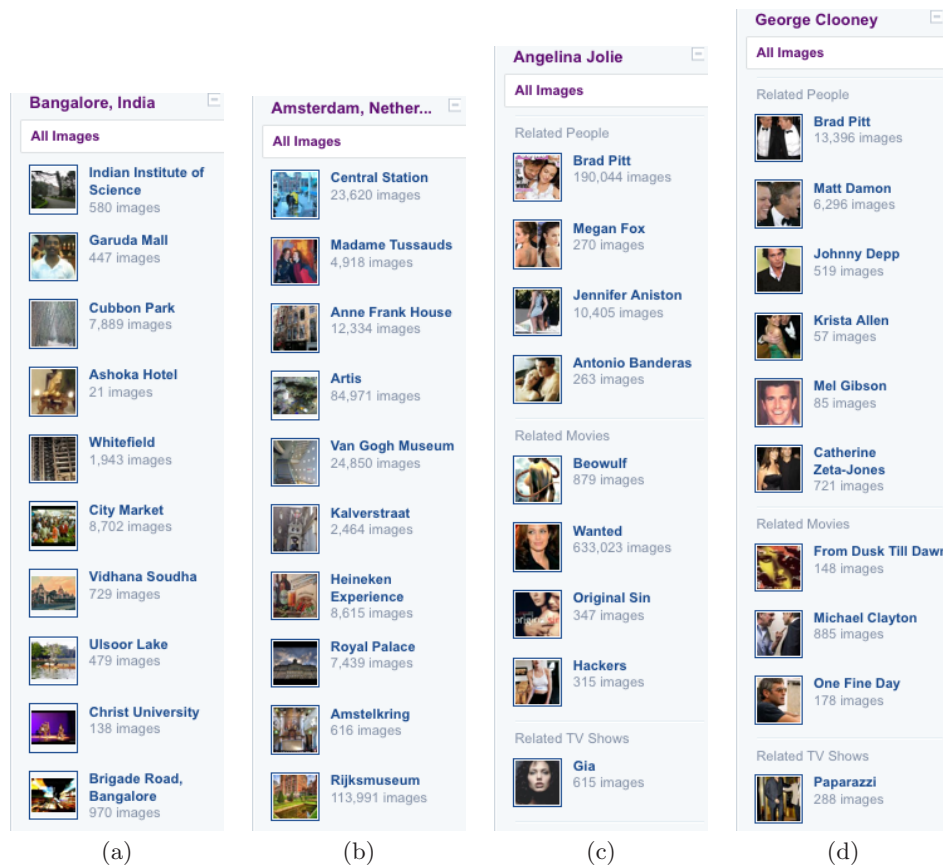 Bangalore, India
All Images
Indian Institute of
Science
580 images
Garuda Mall
447 images
Cubbon Park
7,889 images
Ashoka Hotel
21 images
Whitefield
1,943 images
City Market
8,702 images
Vidhana Soudha
729 images
Ulsoor Lake
479 images
Christ University
138 images
Brigade Road,
Bangalore
970 images
(a)
Amsterdam, Nether...
All Images
Central Station
23,620 images
Madame Tussauds
4,918 images
Anne Frank House
12,334 images
Artis
84,971 images
Van Gogh Museum
24,850 images
Kalverstraat
2,464 images
Heineken
Experience
8,615 images
Royal Palace
7,439 images
Amstelkring
616 images
Rijksmuseum
113,991 images
(b)
Angelina Jolie
All Images
Related People
Brad Pitt
190,044 images
Megan Fox
270 images
Jennifer Aniston
10,405 images
Antonio Banderas
263 images
Related Movies
Beowulf
879 images
Wanted
633,023 images
Original Sin
347 images
Hackers
315 images
Related TV Shows
Gia
615 images
(c)
George Clooney
All Images
Related People
Brad Pitt
13,396 images
Matt Damon
6,296 images
Johnny Depp
519 images
Krista Allen
57 images
Mel Gibson
85 images
Catherine
Zeta-Jones
721 images
Related Movies
From Dusk Till Dawn
148 images
Michael Clayton
885 images
One Fine Day
178 images
Related TV Shows
Paparazzi
288 images
(d)